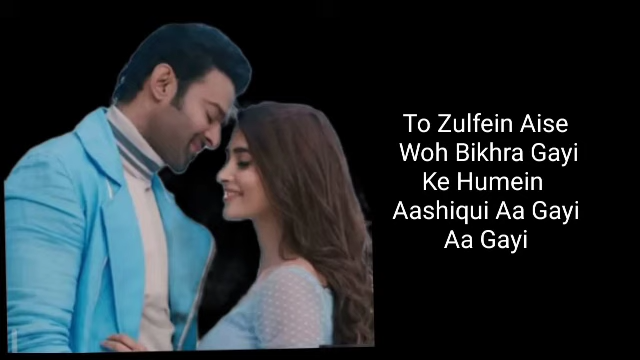 To Zulfein Aise
Woh Bikhra Gayi
Ke Humein
Aashiqui Aa Gayi
Aa Gayi